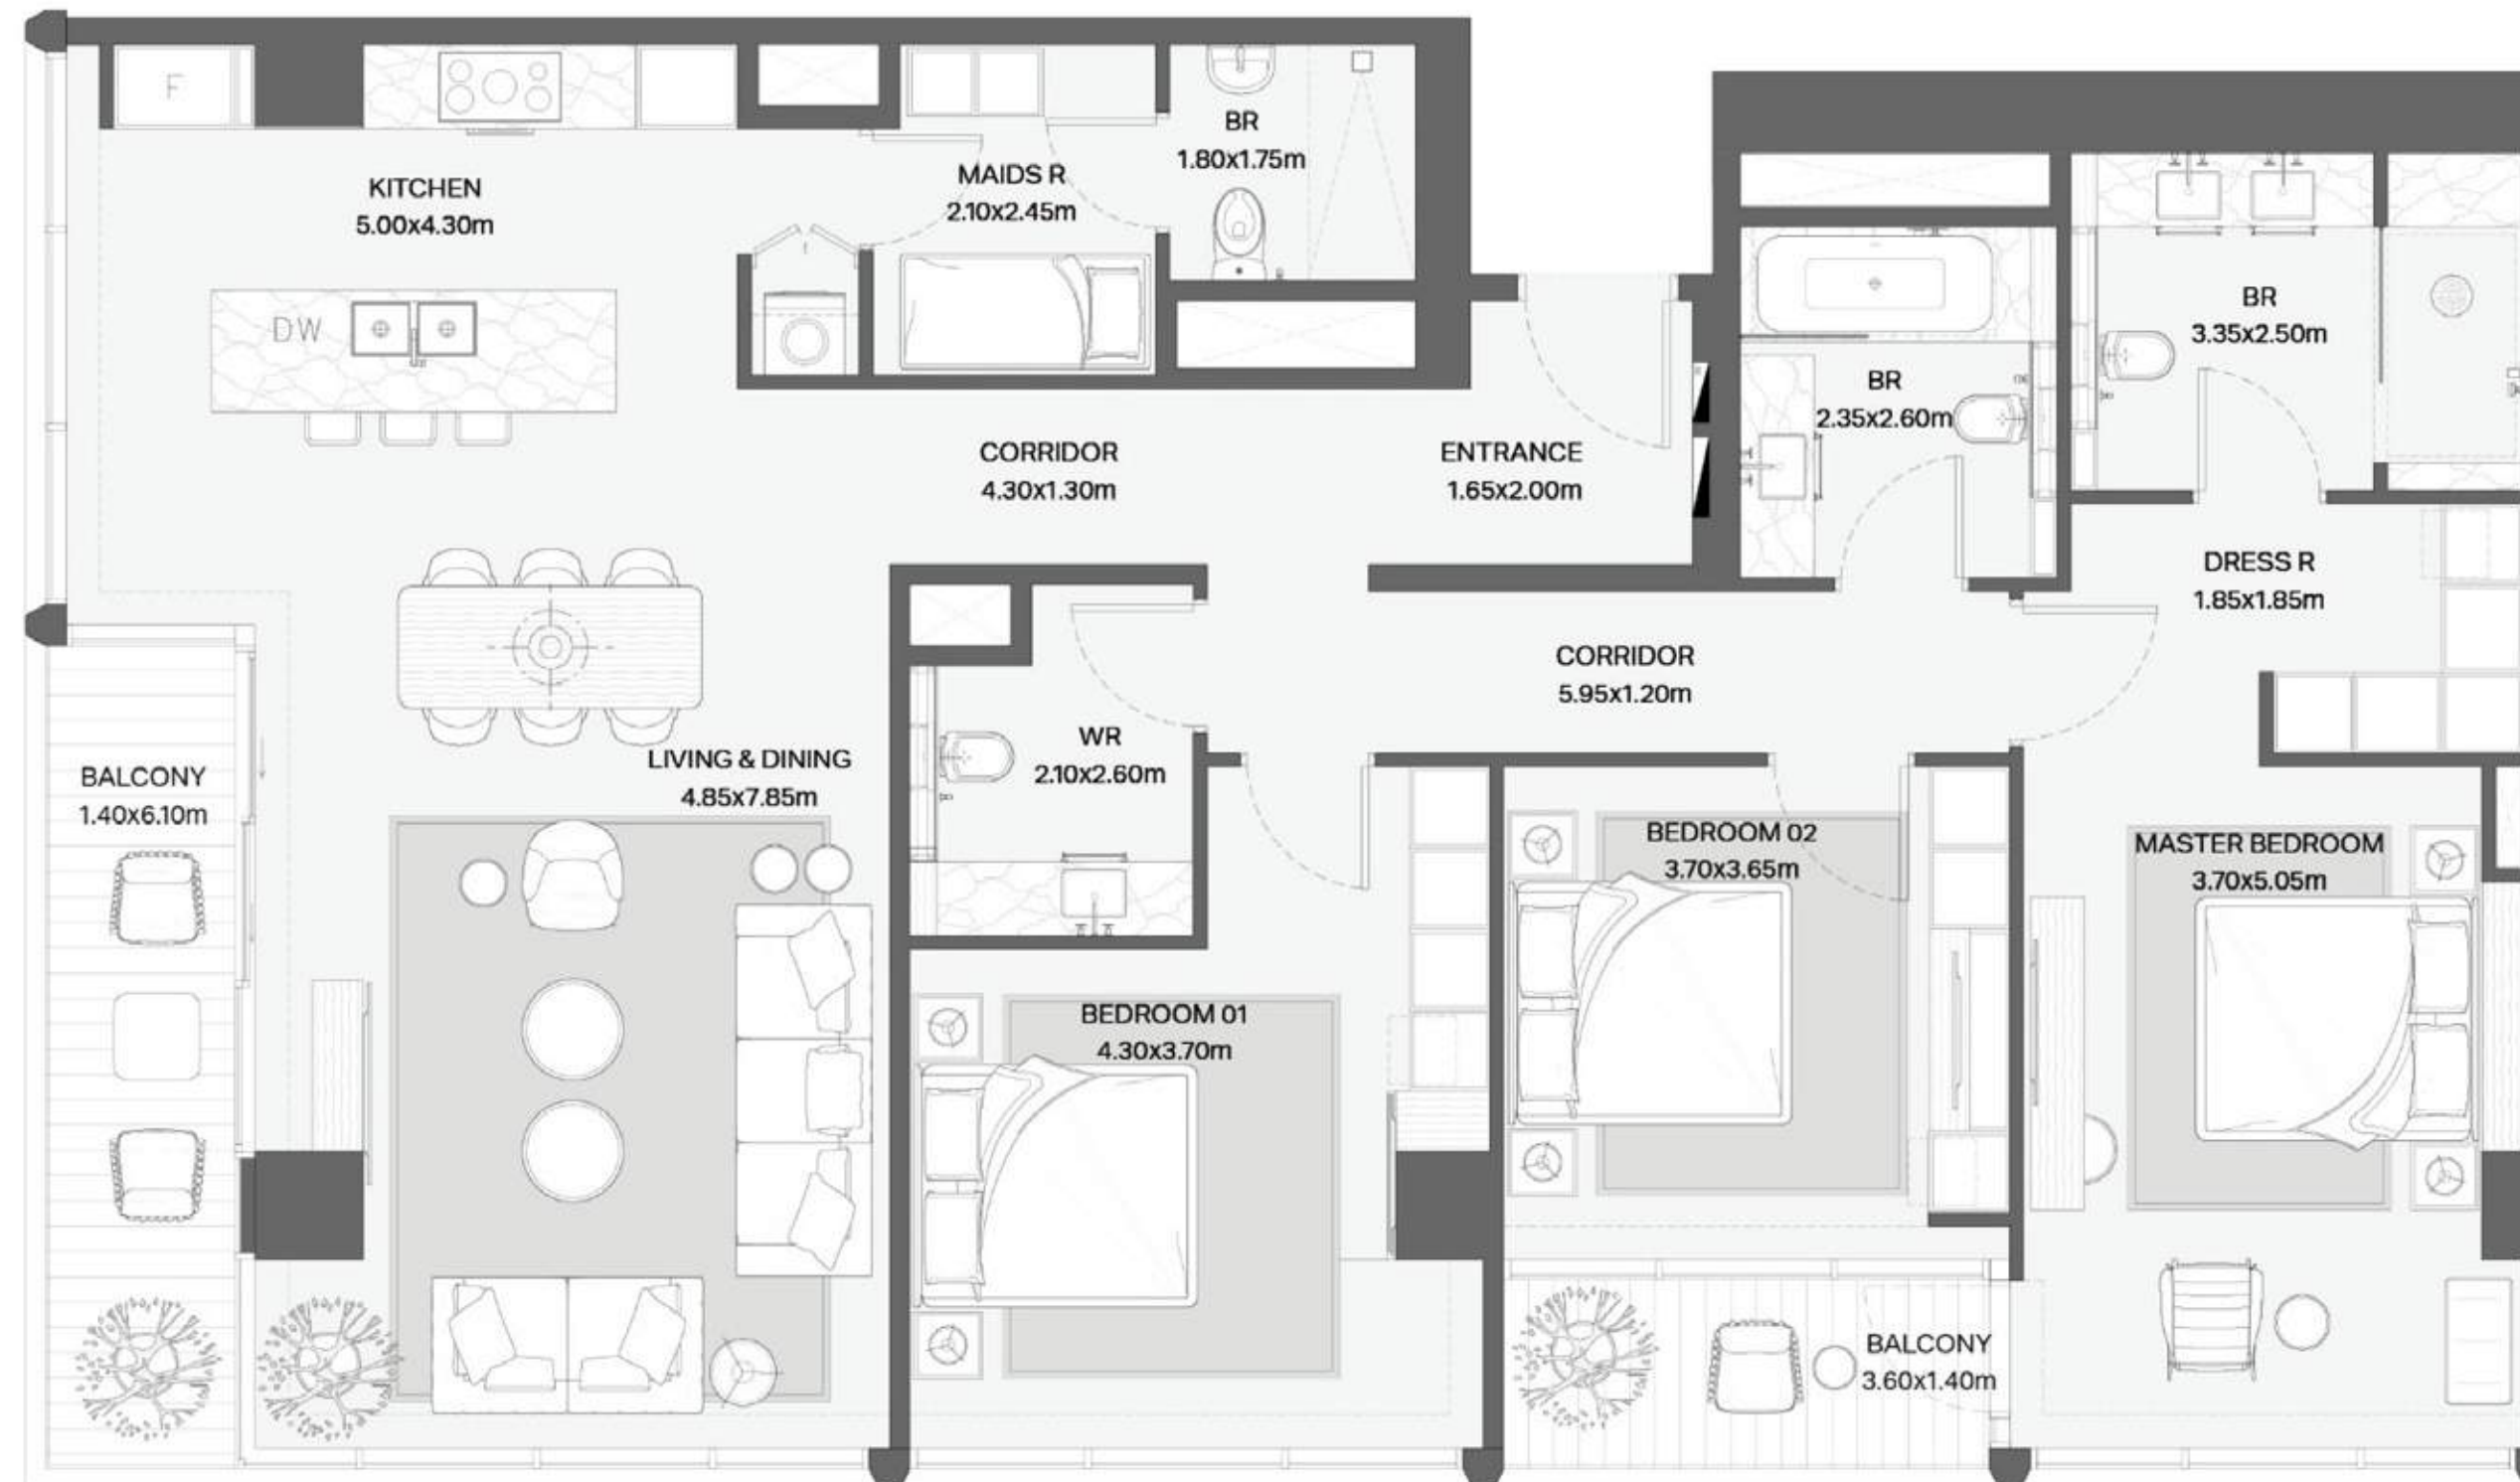 F
KITCHEN
5.00x4.30m
DW
MAIDS R
2.10x2.45m
BR
1.80x1.75m
CORRIDOR
4.30x1.30m
ENTRANCE
1.65x2.00m
BR
2.35x2.60m
BR
3.35x2.50m
DRESS R
1.85x1.85m
CORRIDOR
5.95x1.20m
WR
2.10x2.60m
LIVING & DINING
4.85x7.85m
BALCONY
1.40x6.10m
BEDROOM 01
4.30x3.70m
BEDROOM 02
3.70x3.65m
MASTER BEDROOM
3.70x5.05m
BALCONY
3.60x1.40m